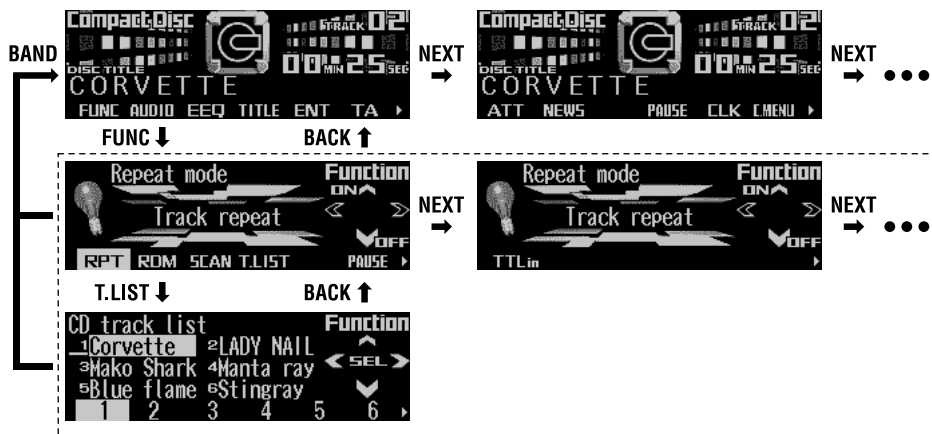 Compact Disc TRACK 02
DISC TITLE 00 MIN 25 SEC
CORVETTE
FUNC AUDIO EEQ TITLE ENT TA
BAND
NEXT
Compact Disc TRACK 02
DISC TITLE 00 MIN 25 SEC
CORVETTE
ATT NEWS PAUSE CLK C.MENU
NEXT
FUNC BACK
Repeat mode Function
ON
Track repeat
OFF
RPT RDM SCAN T.LIST PAUSE
NEXT
Repeat mode Function
ON
Track repeat
OFF
TTLin
NEXT
T.LIST BACK
CD track list Function
1Corvette 2LADY NAIL
SEL
3Mako Shark 4Manta ray
5Blue flame 6Stingray
1 2 3 4 5 6